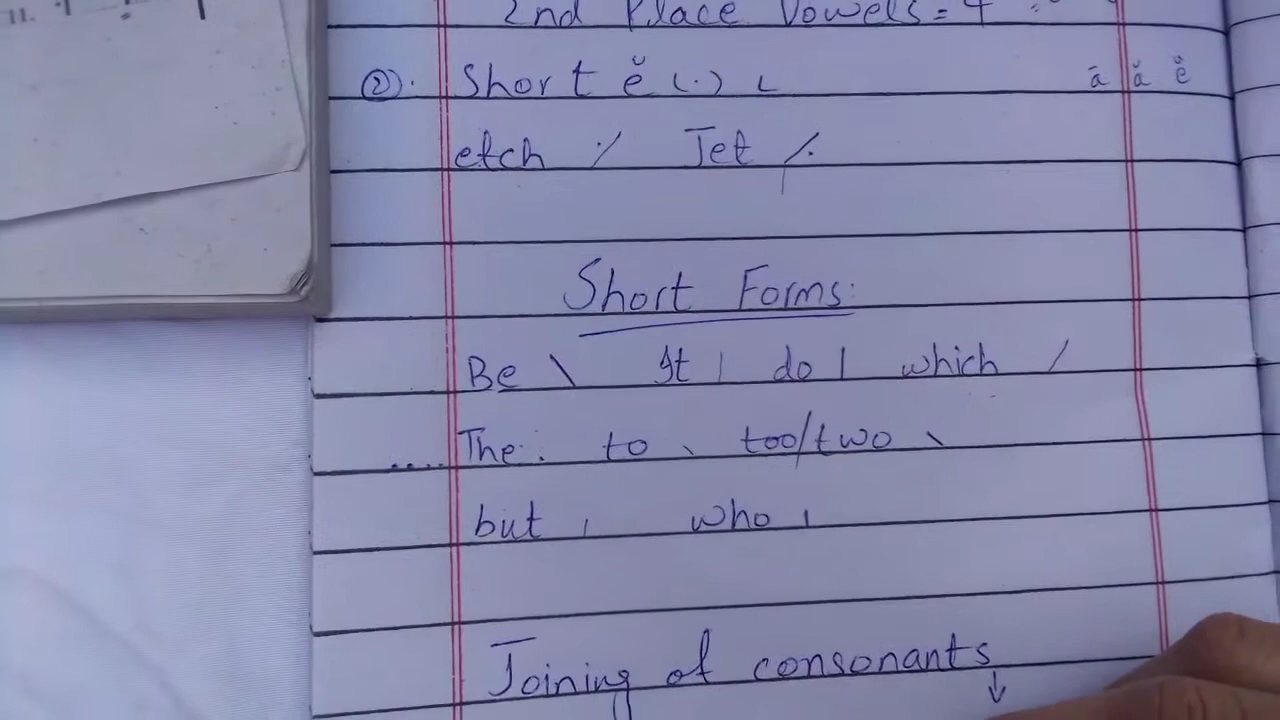 11.
2nd Place Vowels = 4
②. Short ĕ (.) ā ă ĕ
etch Jet
Short Forms:
Be \ It | do | which /
The . to \ too/two \
but | who |
Joining of consonants ↓